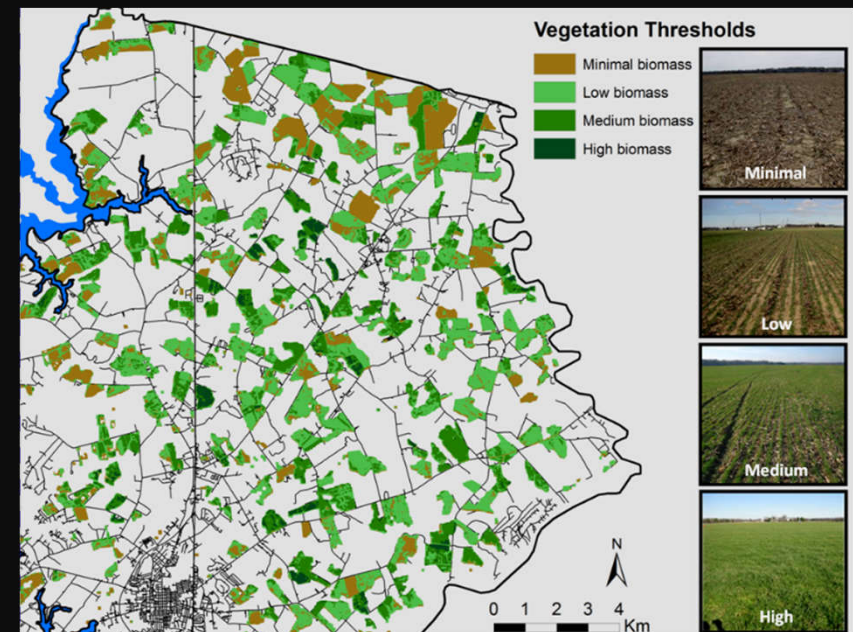 Vegetation Thresholds
Minimal biomass
Low biomass
Medium biomass
High biomass
Minimal
Low
Medium
High
N
0 1 2 3 4
Km